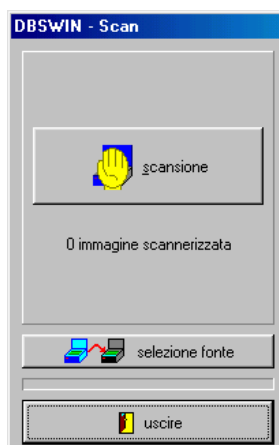 DBSWIN - Scan
scansione
0 immagine scannerizzata
selezione fonte
uscire